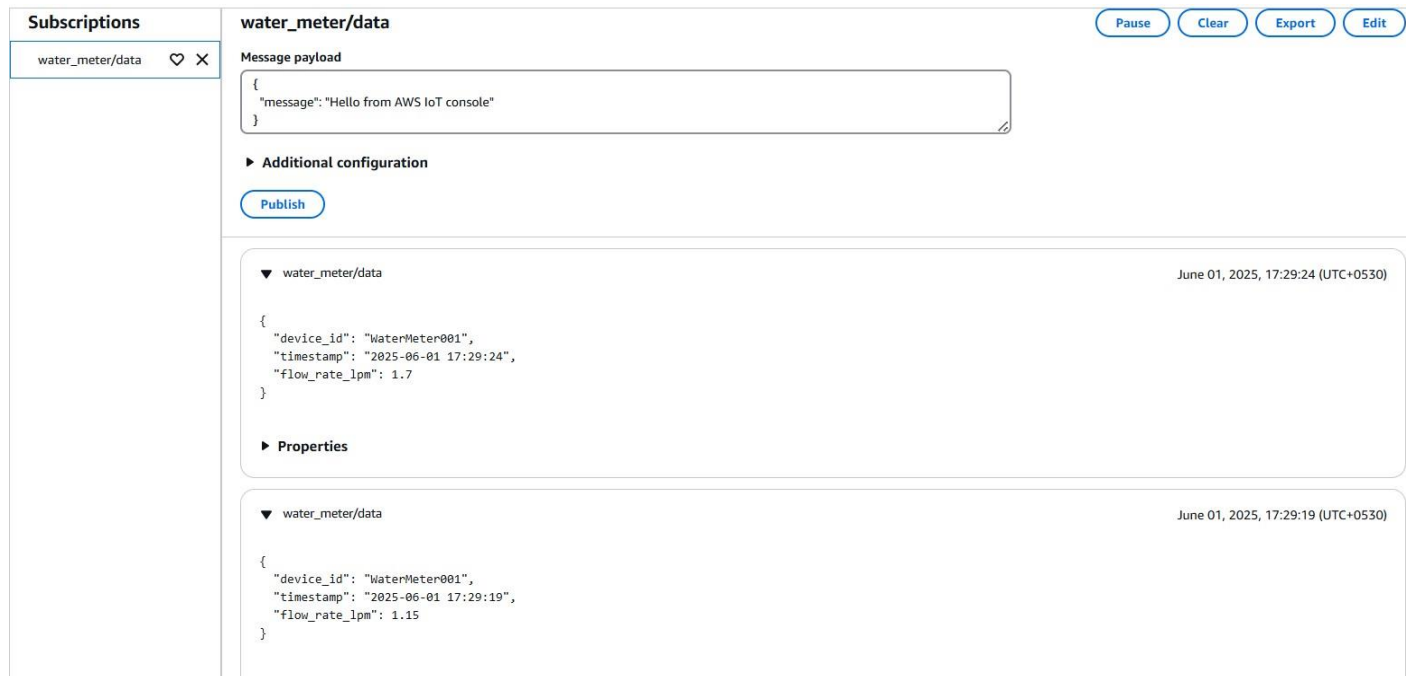 Subscriptions
water_meter/data
water_meter/data
Pause
Clear
Export
Edit
Message payload
{
"message": "Hello from AWS IoT console"
}
Additional configuration
Publish
water_meter/data
June 01, 2025, 17:29:24 (UTC+0530)
{
"device_id": "WaterMeter001",
"timestamp": "2025-06-01 17:29:24",
"flow_rate_lpm": 1.7
}
Properties
water_meter/data
June 01, 2025, 17:29:19 (UTC+0530)
{
"device_id": "WaterMeter001",
"timestamp": "2025-06-01 17:29:19",
"flow_rate_lpm": 1.15
}